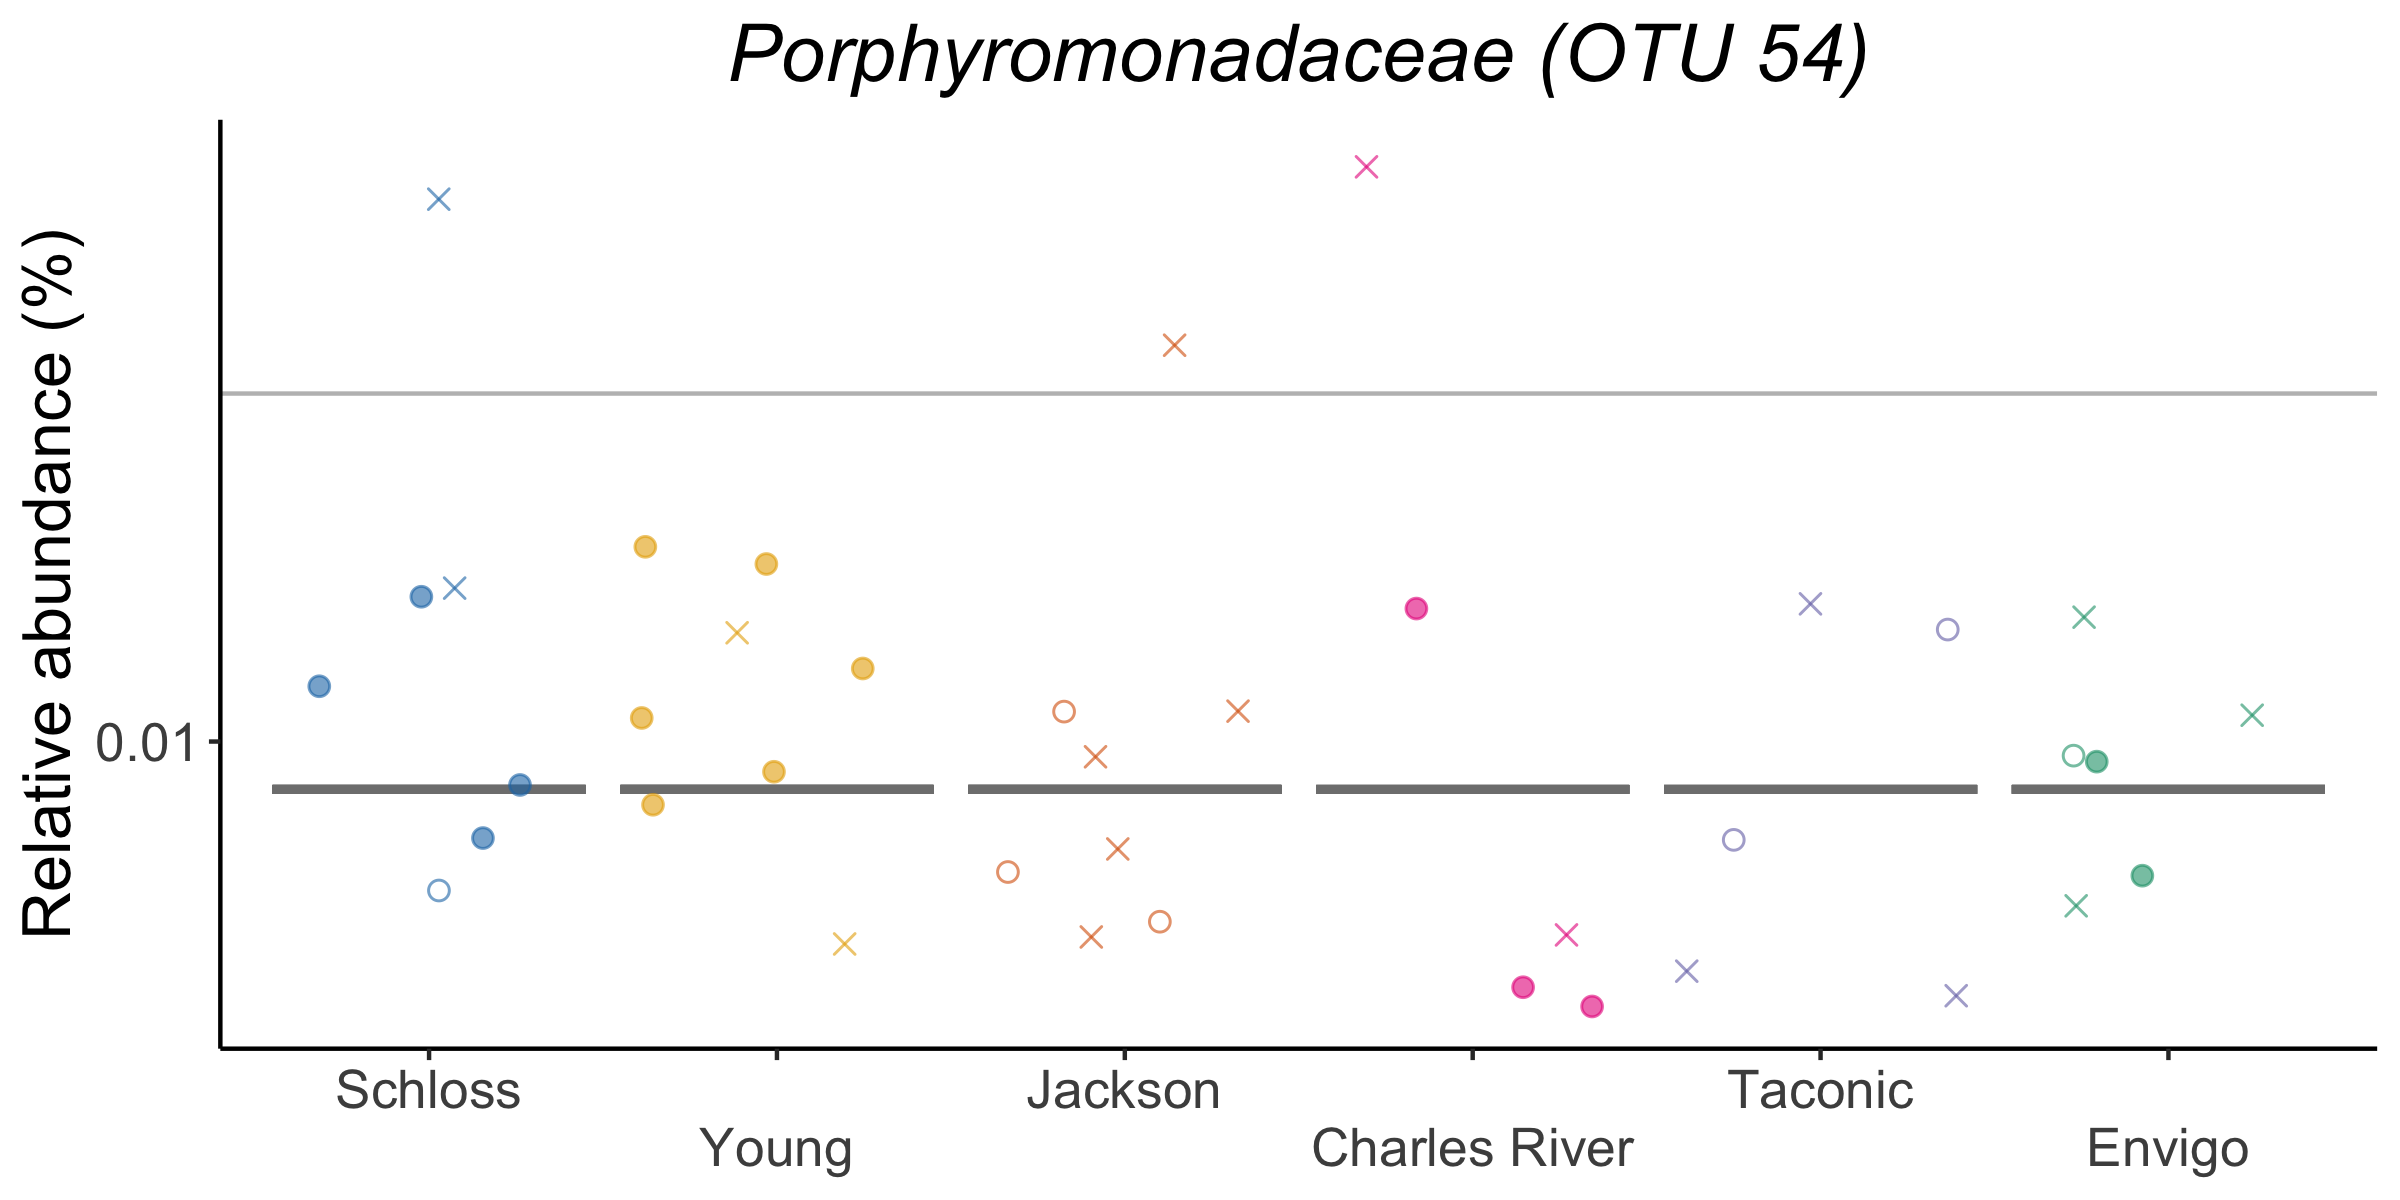 Porphyromonadaceae (OTU 54)
Relative abundance (%)
0.01
Schloss
Young
Jackson
Charles River
Taconic
Envigo